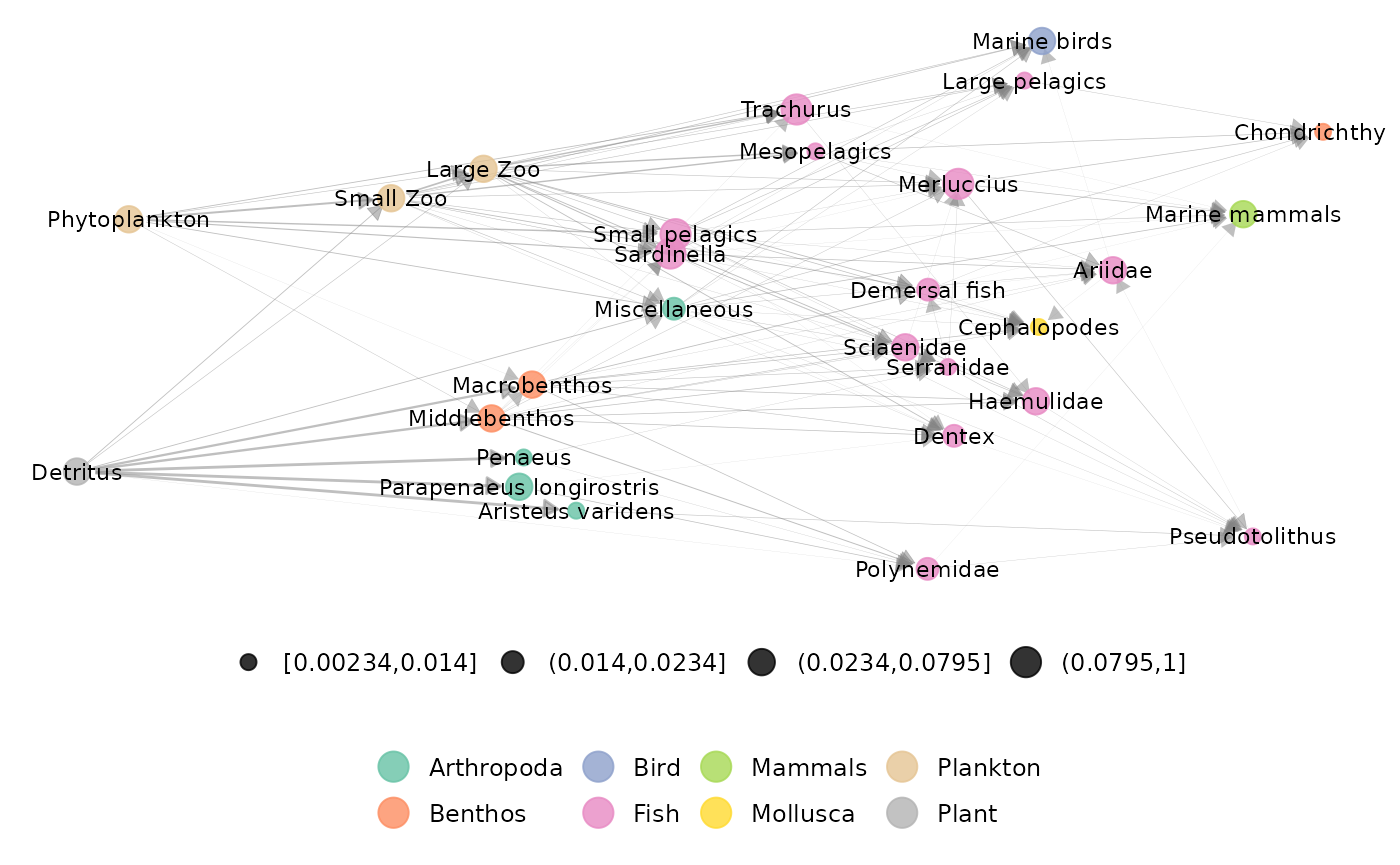 Marine birds
Large pelagics
Trachurus
Chondrichthy
Mesopelagics
Large Zoo
Merluccius
Small Zoo
Marine mammals
Phytoplankton
Small pelagics
Sardinella
Ariidae
Demersal fish
Miscellaneous
Cephalopodes
Sciaenidae
Serranidae
Macrobenthos
Haemulidae
Middlebenthos
Dentex
Penaeus
Detritus
Parapenaeus longirostris
Aristeus varidens
Pseudotolithus
Polynemidae
[0.00234,0.014] (0.014,0.0234] (0.0234,0.0795] (0.0795,1]
Arthropoda Bird Mammals Plankton
Benthos Fish Mollusca Plant